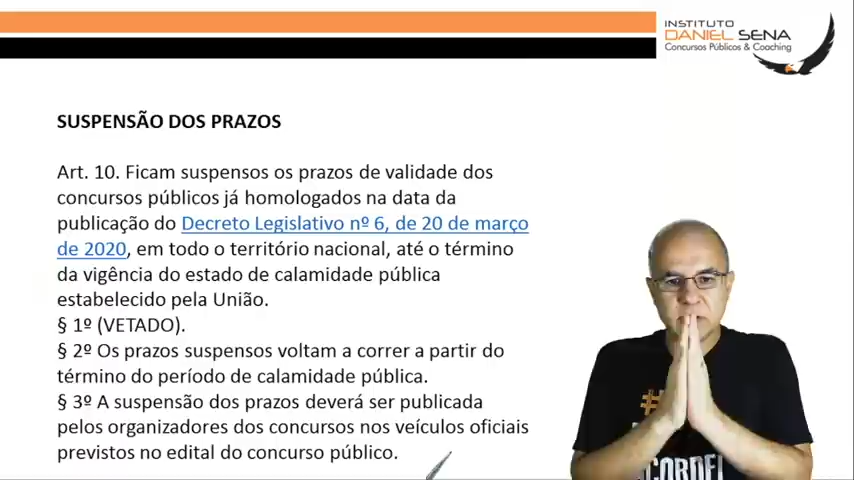 INSTITUTO
DANIEL SENA
Concursos Públicos & Coaching
SUSPENSÃO DOS PRAZOS
Art. 10. Ficam suspensos os prazos de validade dos
concursos públicos já homologados na data da
publicação do Decreto Legislativo nº 6, de 20 de março
de 2020, em todo o território nacional, até o término
da vigência do estado de calamidade pública
estabelecido pela União.
§ 1º (VETADO).
§ 2º Os prazos suspensos voltam a correr a partir do
término do período de calamidade pública.
§ 3º A suspensão dos prazos deverá ser publicada
pelos organizadores dos concursos nos veículos oficiais
previstos no edital do concurso público.